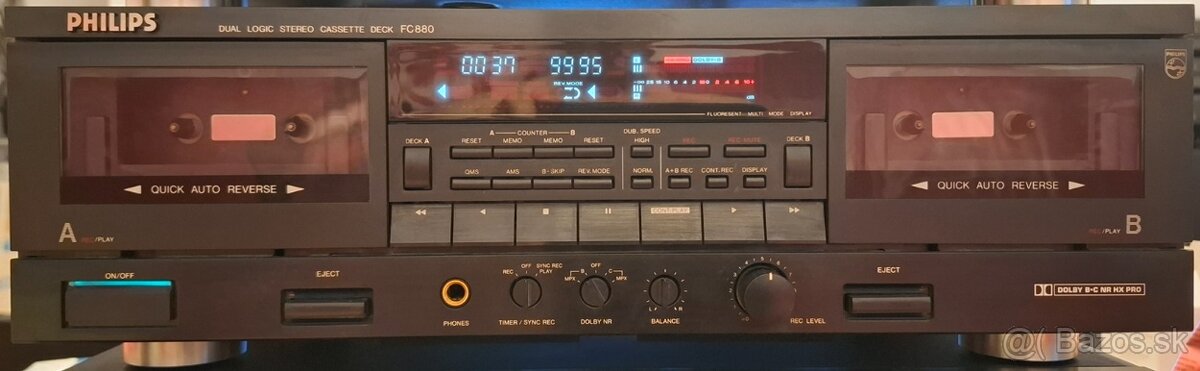 PHILIPS
DUAL LOGIC STEREO CASSETTE DECK FC880
0037 9995
REV.MODE
DOLBY B
dB
FLUORESENT MULTI MODE DISPLAY
PHILIPS
QUICK AUTO REVERSE
A REC/PLAY
DECK A
A COUNTER B
RESET MEMO MEMO RESET
DUB. SPEED
HIGH
REC REC MUTE
DECK B
QMS AMS B-SKIP REV.MODE
NORM.
A+B REC CONT.REC DISPLAY
CONT.PLAY
QUICK AUTO REVERSE
REC/PLAY B
ON/OFF
EJECT
PHONES
REC OFF SYNC REC PLAY
TIMER / SYNC REC
MPX B OFF C MPX
DOLBY NR
L R
BALANCE
REC LEVEL
EJECT
DOLBY B-C NR HX PRO
@( Bazos.sk